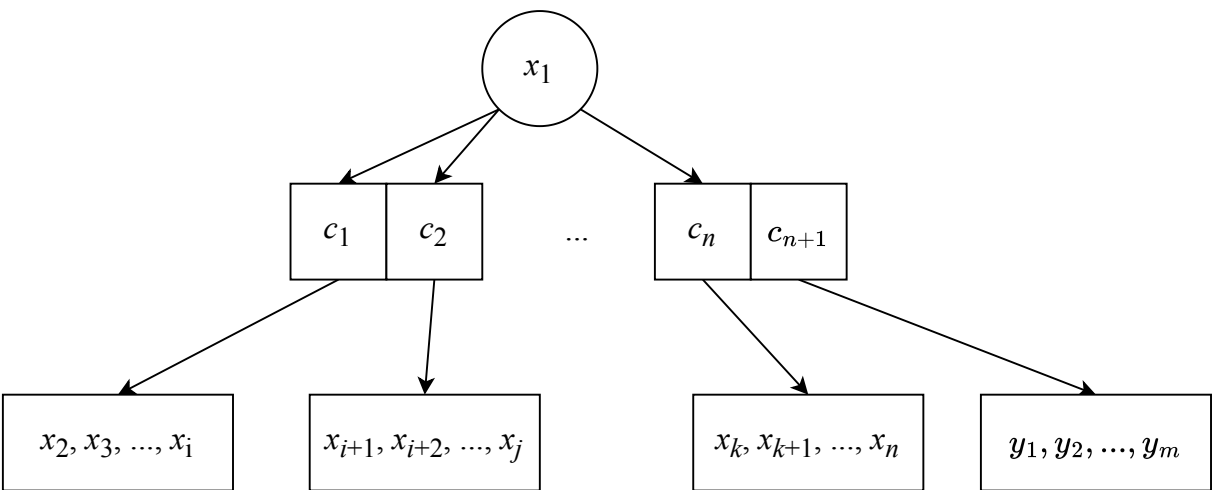 x₁
c₁ c₂ ... cₙ cₙ₊₁
x₂, x₃, ..., xᵢ xᵢ₊₁, xᵢ₊₂, ..., xⱼ xₖ, xₖ₊₁, ..., xₙ y₁, y₂, ..., yₘ